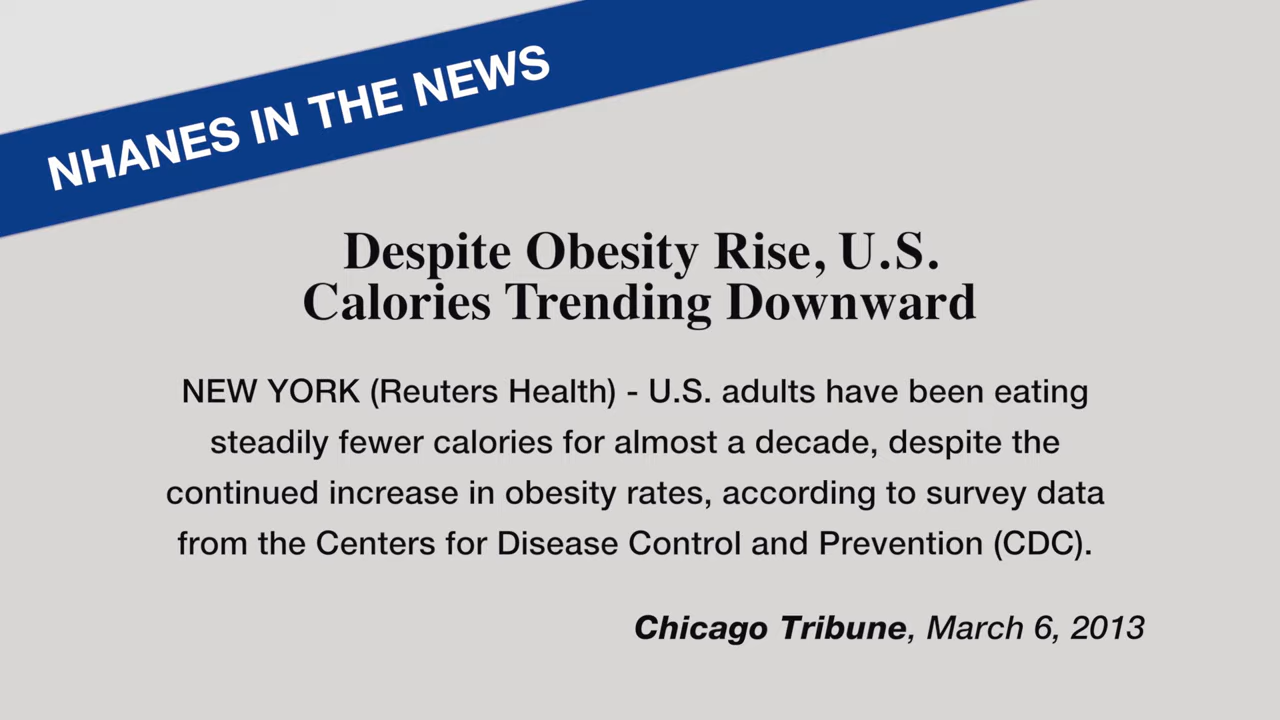 NHANES IN THE NEWS
Despite Obesity Rise, U.S.
Calories Trending Downward
NEW YORK (Reuters Health) - U.S. adults have been eating
steadily fewer calories for almost a decade, despite the
continued increase in obesity rates, according to survey data
from the Centers for Disease Control and Prevention (CDC).
Chicago Tribune, March 6, 2013